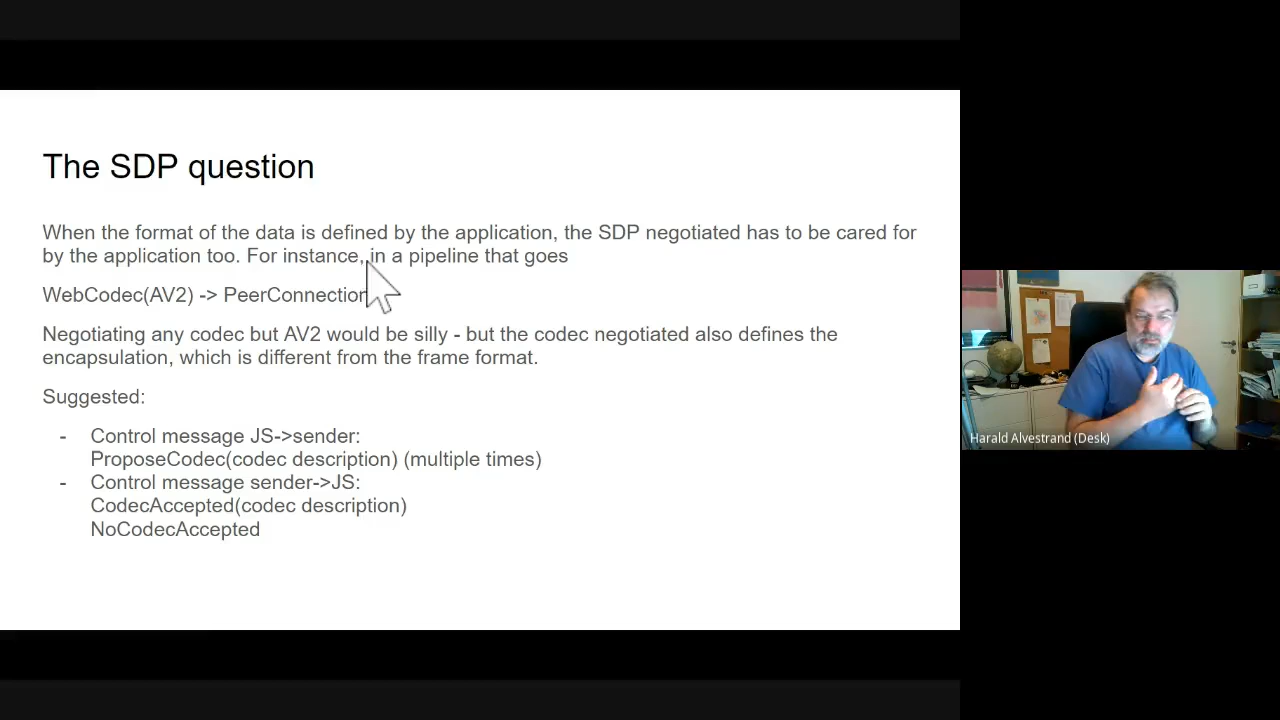 The SDP question
When the format of the data is defined by the application, the SDP negotiated has to be cared for
by the application too. For instance, in a pipeline that goes
WebCodec(AV2) -> PeerConnection
Negotiating any codec but AV2 would be silly - but the codec negotiated also defines the
encapsulation, which is different from the frame format.
Suggested:
- Control message JS->sender:
ProposeCodec(codec description) (multiple times)
- Control message sender->JS:
CodecAccepted(codec description)
NoCodecAccepted
Harald Alvestrand (Desk)